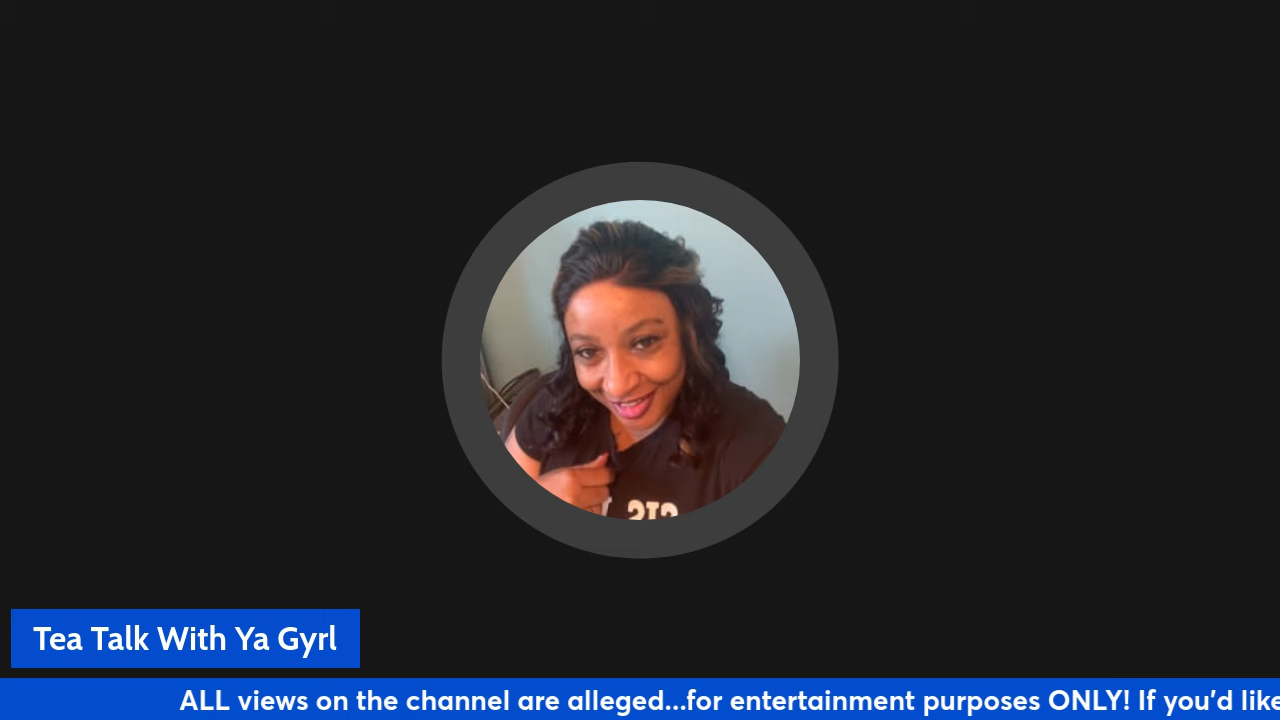 Tea Talk With Ya Gyrl
ALL views on the channel are alleged...for entertainment purposes ONLY! If you'd like